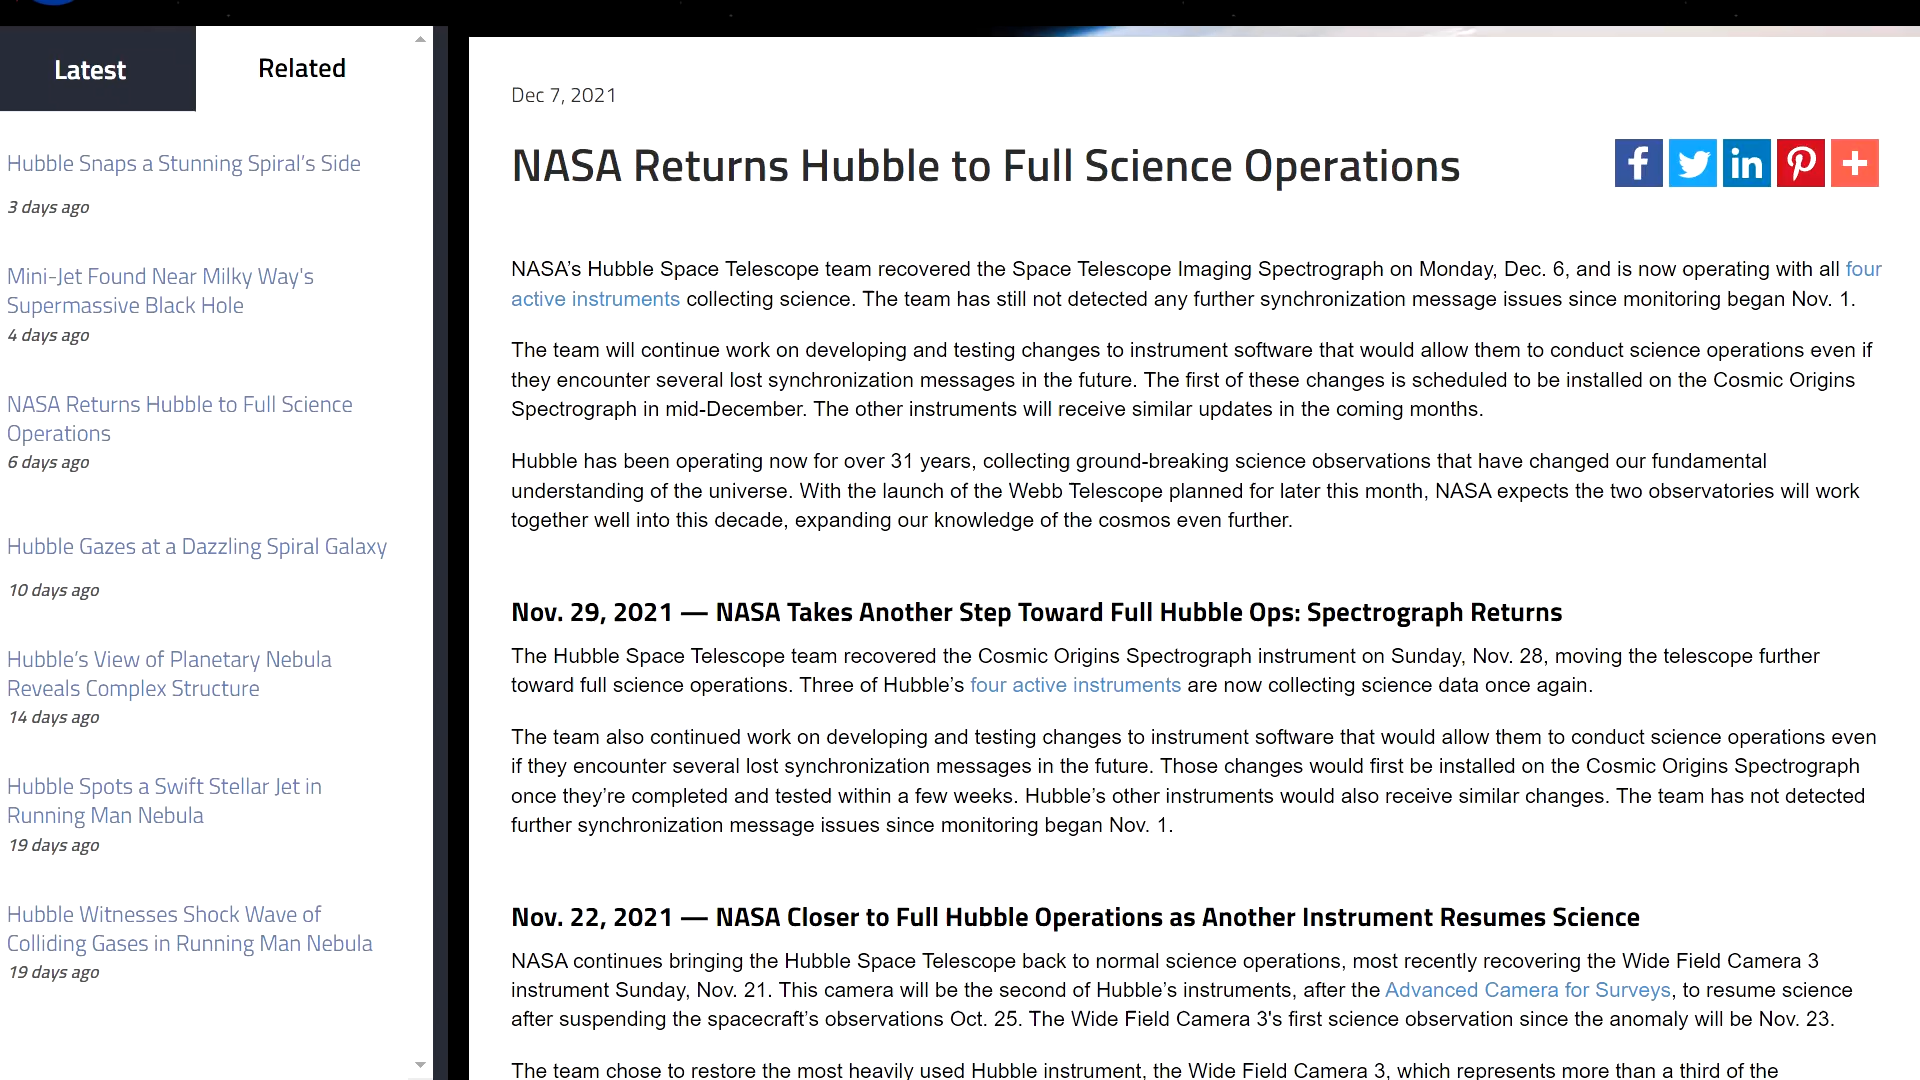 Latest
Related
Hubble Snaps a Stunning Spiral’s Side
3 days ago
Mini-Jet Found Near Milky Way's
Supermassive Black Hole
4 days ago
NASA Returns Hubble to Full Science
Operations
6 days ago
Hubble Gazes at a Dazzling Spiral Galaxy
10 days ago
Hubble’s View of Planetary Nebula
Reveals Complex Structure
14 days ago
Hubble Spots a Swift Stellar Jet in
Running Man Nebula
19 days ago
Hubble Witnesses Shock Wave of
Colliding Gases in Running Man Nebula
19 days ago
Dec 7, 2021
NASA Returns Hubble to Full Science Operations
NASA’s Hubble Space Telescope team recovered the Space Telescope Imaging Spectrograph on Monday, Dec. 6, and is now operating with all four
active instruments collecting science. The team has still not detected any further synchronization message issues since monitoring began Nov. 1.
The team will continue work on developing and testing changes to instrument software that would allow them to conduct science operations even if
they encounter several lost synchronization messages in the future. The first of these changes is scheduled to be installed on the Cosmic Origins
Spectrograph in mid-December. The other instruments will receive similar updates in the coming months.
Hubble has been operating now for over 31 years, collecting ground-breaking science observations that have changed our fundamental
understanding of the universe. With the launch of the Webb Telescope planned for later this month, NASA expects the two observatories will work
together well into this decade, expanding our knowledge of the cosmos even further.
Nov. 29, 2021 — NASA Takes Another Step Toward Full Hubble Ops: Spectrograph Returns
The Hubble Space Telescope team recovered the Cosmic Origins Spectrograph instrument on Sunday, Nov. 28, moving the telescope further
toward full science operations. Three of Hubble’s four active instruments are now collecting science data once again.
The team also continued work on developing and testing changes to instrument software that would allow them to conduct science operations even
if they encounter several lost synchronization messages in the future. Those changes would first be installed on the Cosmic Origins Spectrograph
once they’re completed and tested within a few weeks. Hubble’s other instruments would also receive similar changes. The team has not detected
further synchronization message issues since monitoring began Nov. 1.
Nov. 22, 2021 — NASA Closer to Full Hubble Operations as Another Instrument Resumes Science
NASA continues bringing the Hubble Space Telescope back to normal science operations, most recently recovering the Wide Field Camera 3
instrument Sunday, Nov. 21. This camera will be the second of Hubble’s instruments, after the Advanced Camera for Surveys, to resume science
after suspending the spacecraft’s observations Oct. 25. The Wide Field Camera 3's first science observation since the anomaly will be Nov. 23.
The team chose to restore the most heavily used Hubble instrument, the Wide Field Camera 3, which represents more than a third of the